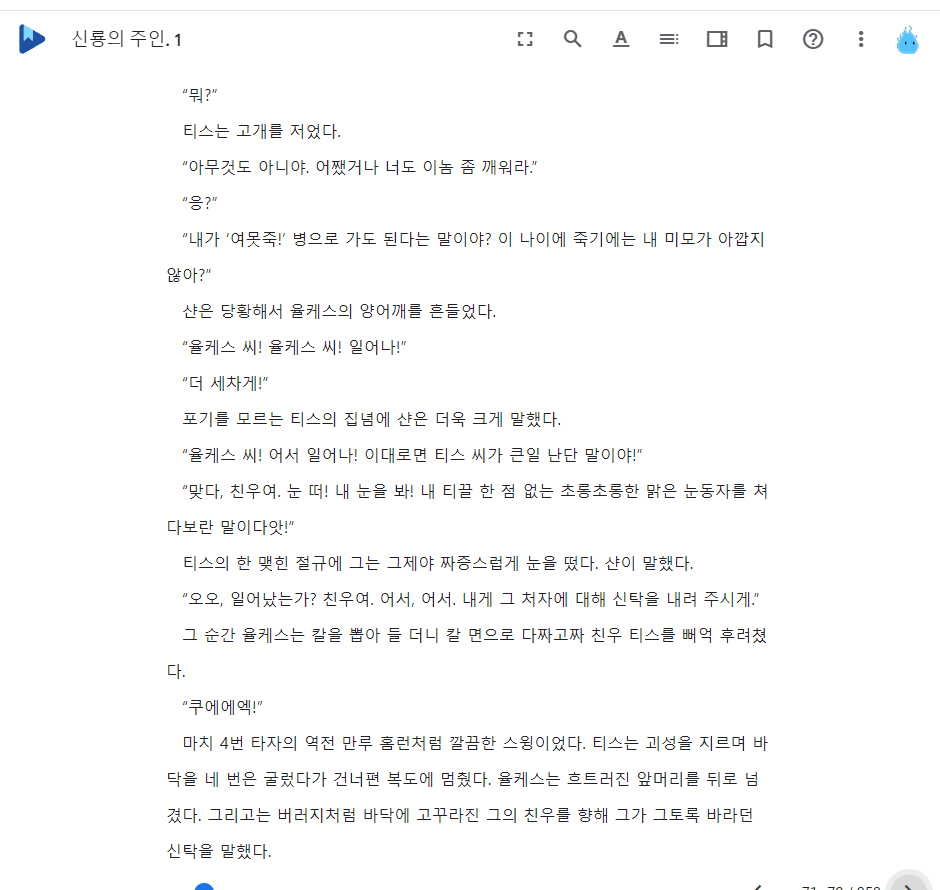 신룡의 주인. 1
“뭐?”
티스는 고개를 저었다.
“아무것도 아니야. 어쨌거나 너도 이놈 좀 깨워라.”
“응?”
“내가 ‘여못죽!’ 병으로 가도 된다는 말이야? 이 나이에 죽기에는 내 미모가 아깝지
않아?”
샨은 당황해서 율케스의 양어깨를 흔들었다.
“율케스 씨! 율케스 씨! 일어나!”
“더 세차게!”
포기를 모르는 티스의 집념에 샨은 더욱 크게 말했다.
“율케스 씨! 어서 일어나! 이대로면 티스 씨가 큰일 난단 말이야!”
“맞다, 친우여. 눈 떠! 내 눈을 봐! 내 티끌 한 점 없는 초롱초롱한 맑은 눈동자를 쳐
다보란 말이다앗!”
티스의 한 맺힌 절규에 그는 그제야 짜증스럽게 눈을 떴다. 샨이 말했다.
“오오, 일어났는가? 친우여. 어서, 어서. 내게 그 처자에 대해 신탁을 내려 주시게.”
그 순간 율케스는 칼을 뽑아 들 더니 칼 면으로 다짜고짜 친우 티스를 뻐억 후려쳤
다.
“쿠에에엑!”
마치 4번 타자의 역전 만루 홈런처럼 깔끔한 스윙이었다. 티스는 괴성을 지르며 바
닥을 네 번은 굴렀다가 건너편 복도에 멈췄다. 율케스는 흐트러진 앞머리를 뒤로 넘
겼다. 그리고는 버러지처럼 바닥에 고꾸라진 그의 친우를 향해 그가 그토록 바라던
신탁을 말했다.